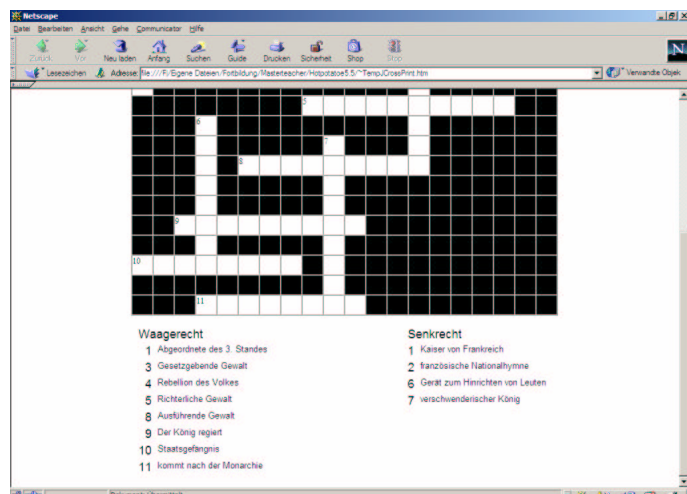 Netscape
Datei Bearbeiten Ansicht Gehe Communicator Hilfe
Zurück Vor Neu laden Anfang Suchen Guide Drucken Sicherheit Shop Stop
Lesezeichen Adresse: file:///F|/Eigene Dateien/Fortbildung/Masterteacher/Hotpotatoe5.5/~TempJCrossPrint.htm Verwandte Objek
5
6
7
8
9
10
11
Waagerecht
1 Abgeordnete des 3. Standes
3 Gesetzgebende Gewalt
4 Rebellion des Volkes
5 Richterliche Gewalt
8 Ausführende Gewalt
9 Der König regiert
10 Staatsgefängnis
11 kommt nach der Monarchie
Senkrecht
1 Kaiser von Frankreich
2 französische Nationalhymne
6 Gerät zum Hinrichten von Leuten
7 verschwenderischer König